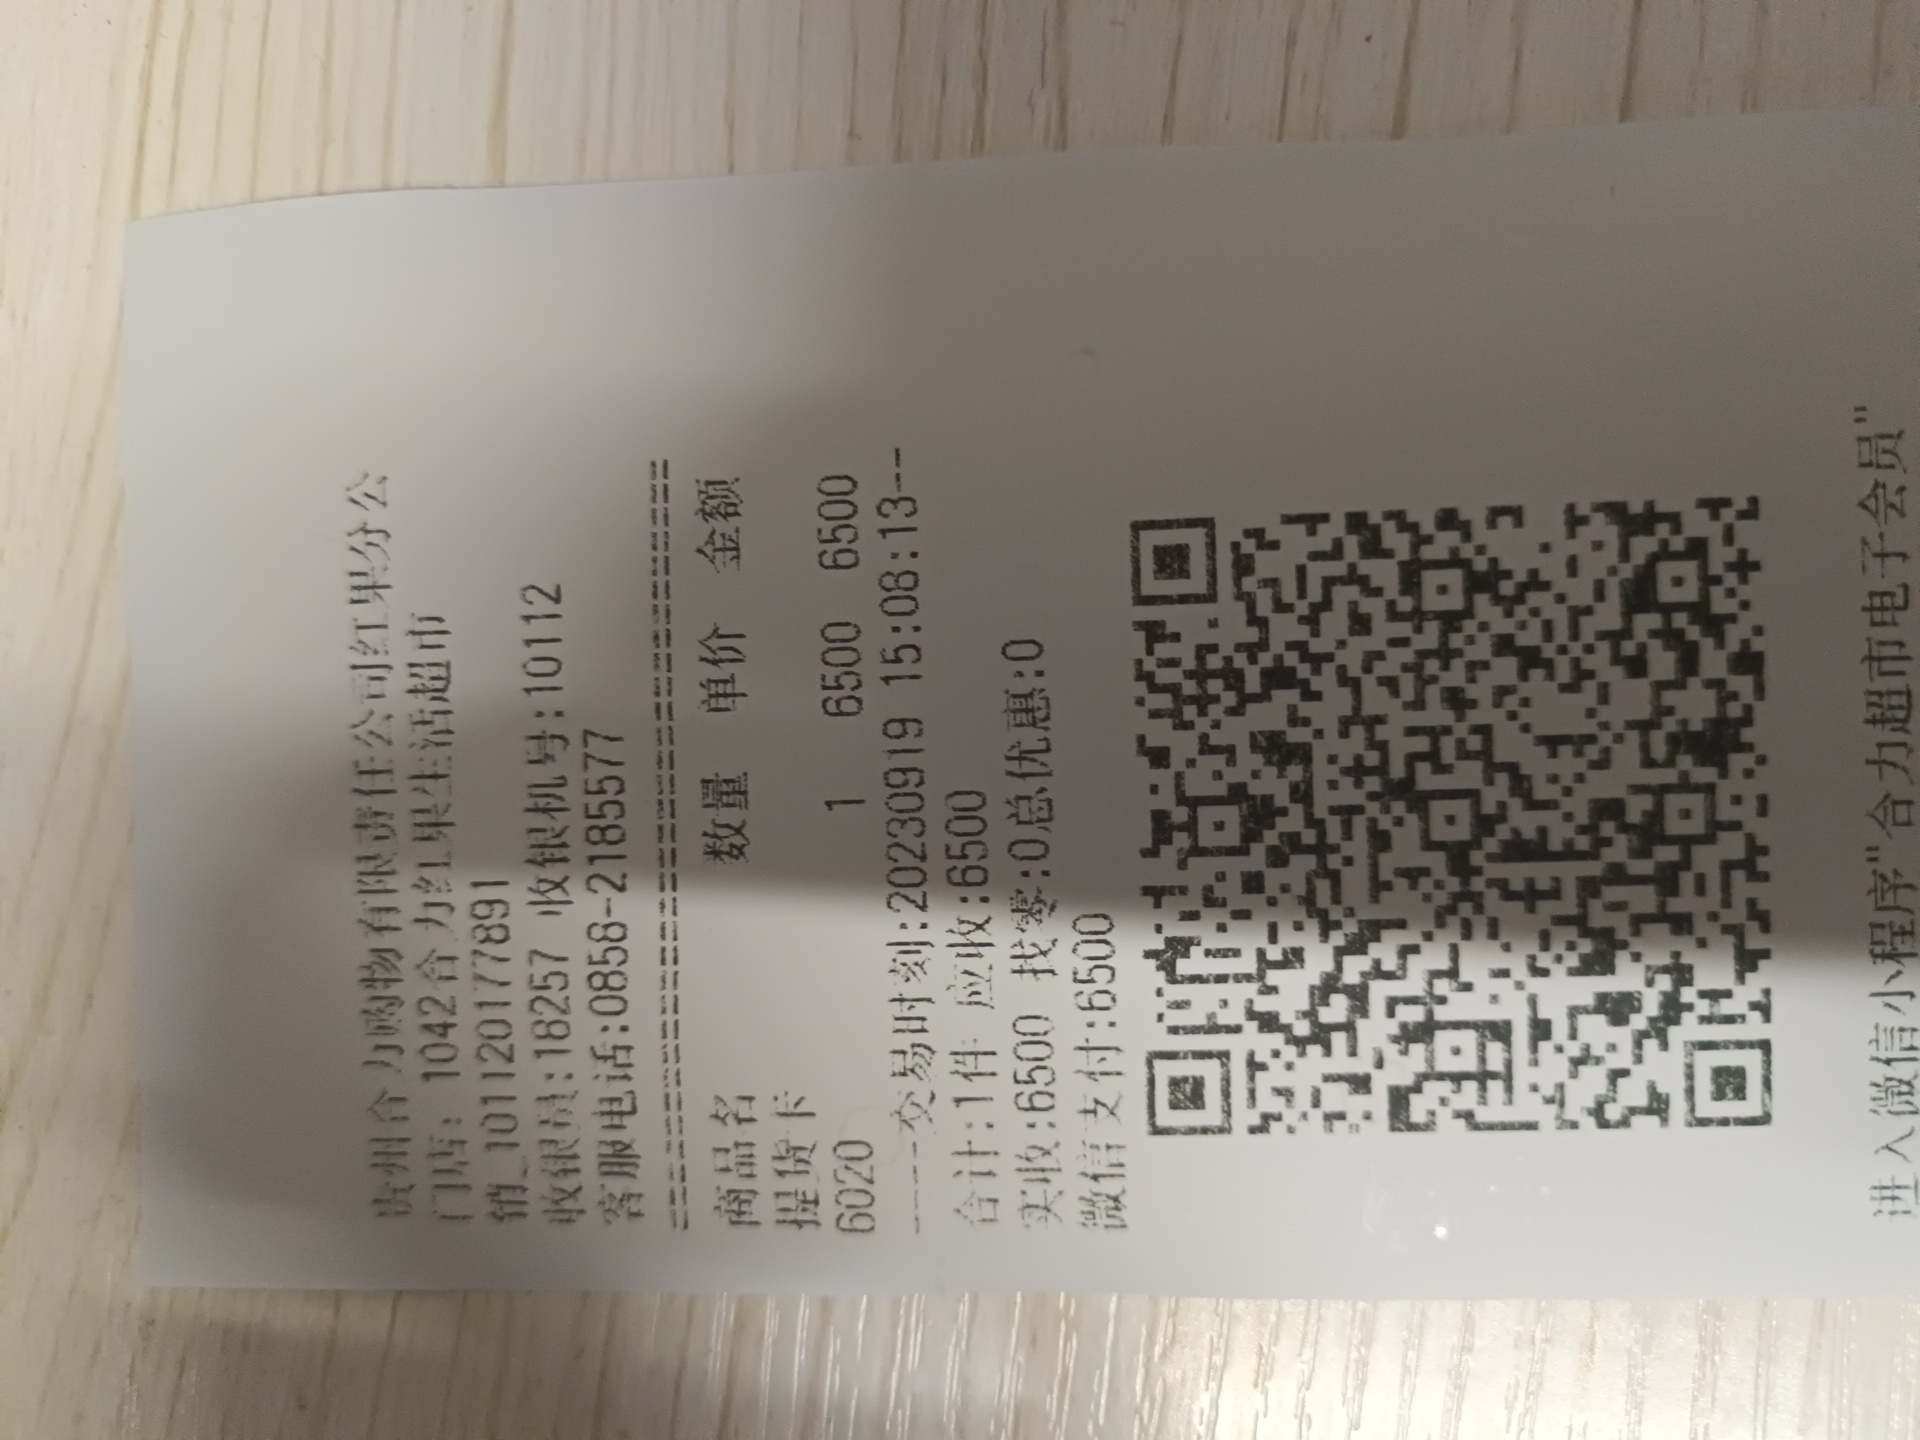 贵州合力购物有限责任公司红果分公
门店: 1042合力红果生活超市
销_101120177891
收银员:18257 收银机号:10112
客服电话:0858-2185577
========================================
商品名 数量 单价 金额
提货卡
6020 1 6500 6500
----交易时刻:20230919 15:08:13---
合计:1件 应收:6500
实收:6500 找零:0总优惠:0
微信支付:6500
进入微信小程序"合力超市电子会员"